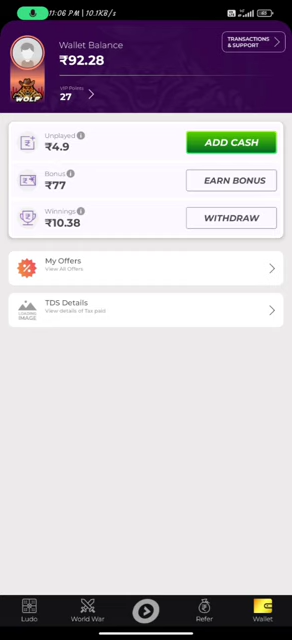 11:06 PM / 10.1KB/s
Wallet Balance
TRANSACTIONS
& SUPPORT
₹92.28
WOLF
VIP Points
27
Unplayed
₹4.9
ADD CASH
Bonus
₹77
EARN BONUS
Winnings
₹10.38
WITHDRAW
My Offers
View All Offers
LOADING
IMAGE
TDS Details
View details of Tax paid
Ludo
World War
Refer
Wallet